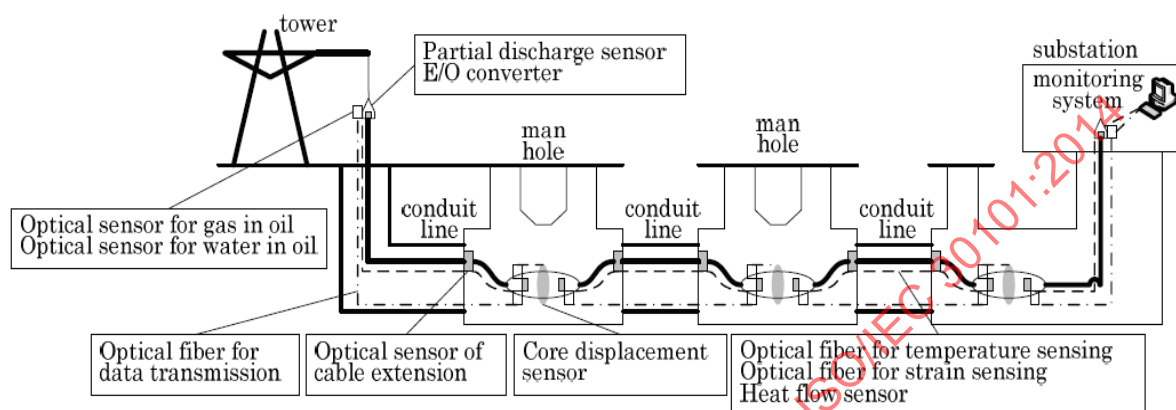 tower
Partial discharge sensor
E/O converter
substation
monitoring
system
man
hole
man
hole
Optical sensor for gas in oil
Optical sensor for water in oil
conduit
line
conduit
line
conduit
line
Optical fiber for
data transmission
Optical sensor of
cable extension
Core displacement
sensor
Optical fiber for temperature sensing
Optical fiber for strain sensing
Heat flow sensor
ISO/IEC 30101:2014